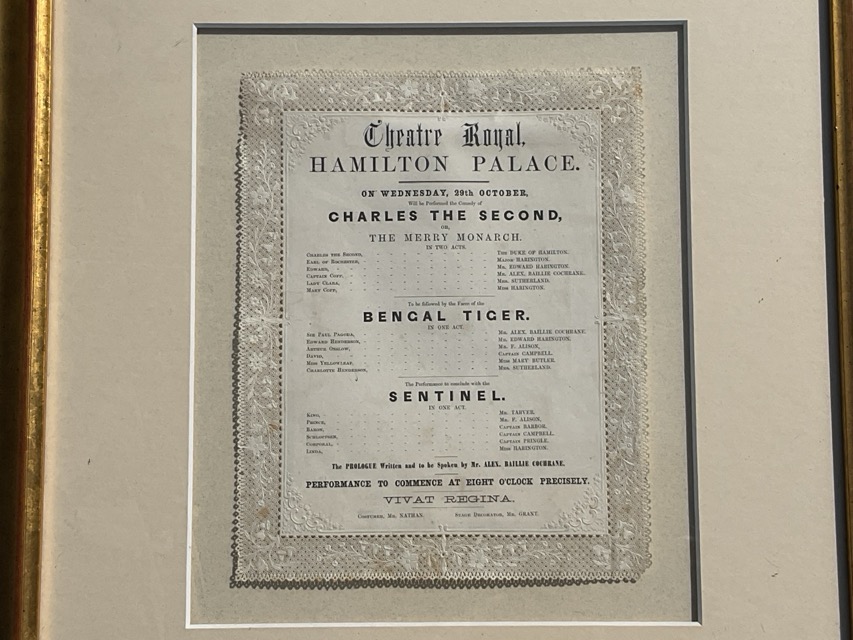 Theatre Royal,
HAMILTON PALACE.
ON WEDNESDAY, 29th OCTOBER,
Will be Performed the Comedy of
CHARLES THE SECOND,
OR,
THE MERRY MONARCH.
IN TWO ACTS.
CHARLES THE SECOND, - - - - - - THE DUKE OF HAMILTON.
EARL OF ROCHESTER, - - - - - - MAJOR HARINGTON.
EDWARD, - - - - - - MR. EDWARD HARINGTON.
CAPTAIN COPP, - - - - - - MR. ALEX. BAILLIE COCHRANE.
LADY CLARA, - - - - - - MRS. SUTHERLAND.
MARY COPP, - - - - - - MISS HARINGTON.
To be followed by the Farce of the
BENGAL TIGER.
IN ONE ACT.
SIR PAUL PAGODA, - - - - - - MR. ALEX. BAILLIE COCHRANE.
EDWARD HENDERSON, - - - - - - MR. EDWARD HARINGTON.
ARTHUR ONSLOW, - - - - - - MR. F. ALISON.
DAVID, - - - - - - CAPTAIN CAMPBELL.
MISS YELLOWLEAF, - - - - - - MISS MARY BUTLER.
CHARLOTTE HENDERSON, - - - - - - MRS. SUTHERLAND.
The Performance to conclude with the
SENTINEL.
IN ONE ACT.
KING, - - - - - - MR. TARVER.
PRINCE, - - - - - - MR. F. ALISON.
BARON, - - - - - - CAPTAIN BARRON.
SCHLOPPSEN, - - - - - - CAPTAIN CAMPBELL.
CORPORAL, - - - - - - CAPTAIN PRINGLE.
LINDA, - - - - - - MISS HARINGTON.
The PROLOGUE Written and to be Spoken by Mr. ALEX. BAILLIE COCHRANE.
PERFORMANCE TO COMMENCE AT EIGHT O'CLOCK PRECISELY.
VIVAT REGINA.
COSTUMER, MR. NATHAN. STAGE DECORATOR, MR. GRANT.